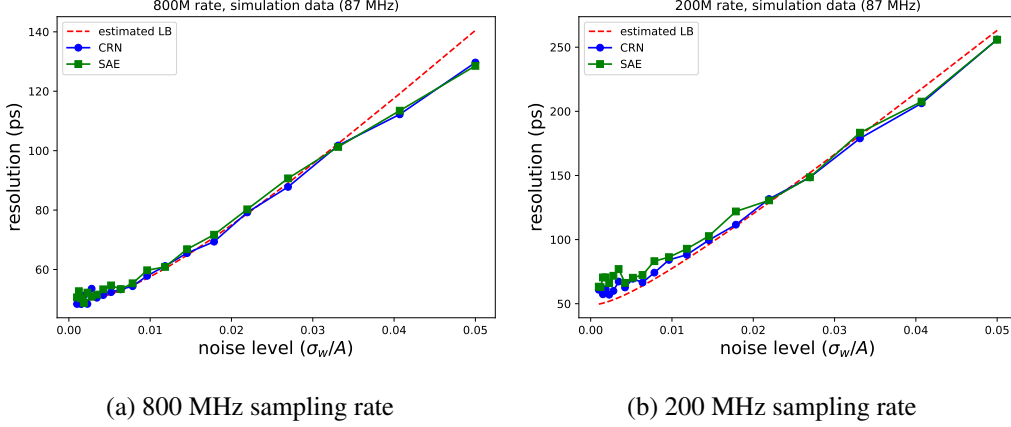 800M rate, simulation data (87 MHz)
estimated LB
CRN
SAE
140
120
100
80
60
resolution (ps)
0.00 0.01 0.02 0.03 0.04 0.05
noise level (σ_w/A)
(a) 800 MHz sampling rate
200M rate, simulation data (87 MHz)
estimated LB
CRN
SAE
250
200
150
100
50
resolution (ps)
0.00 0.01 0.02 0.03 0.04 0.05
noise level (σ_w/A)
(b) 200 MHz sampling rate